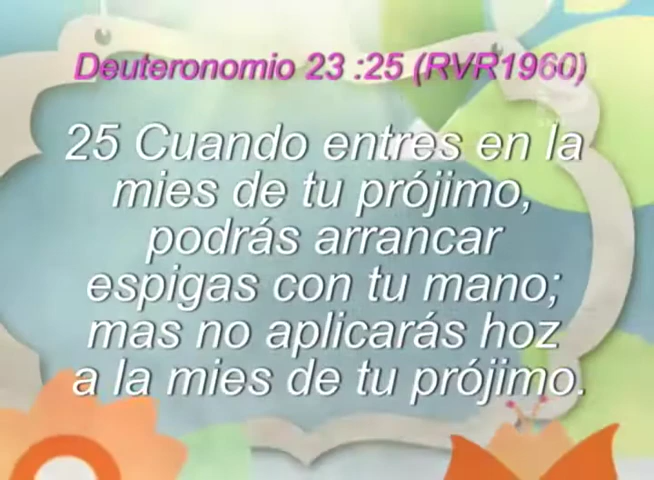 Deuteronomio 23 :25 (RVR1960)
25 Cuando entres en la
mies de tu prójimo,
podrás arrancar
espigas con tu mano;
mas no aplicarás hoz
a la mies de tu prójimo.